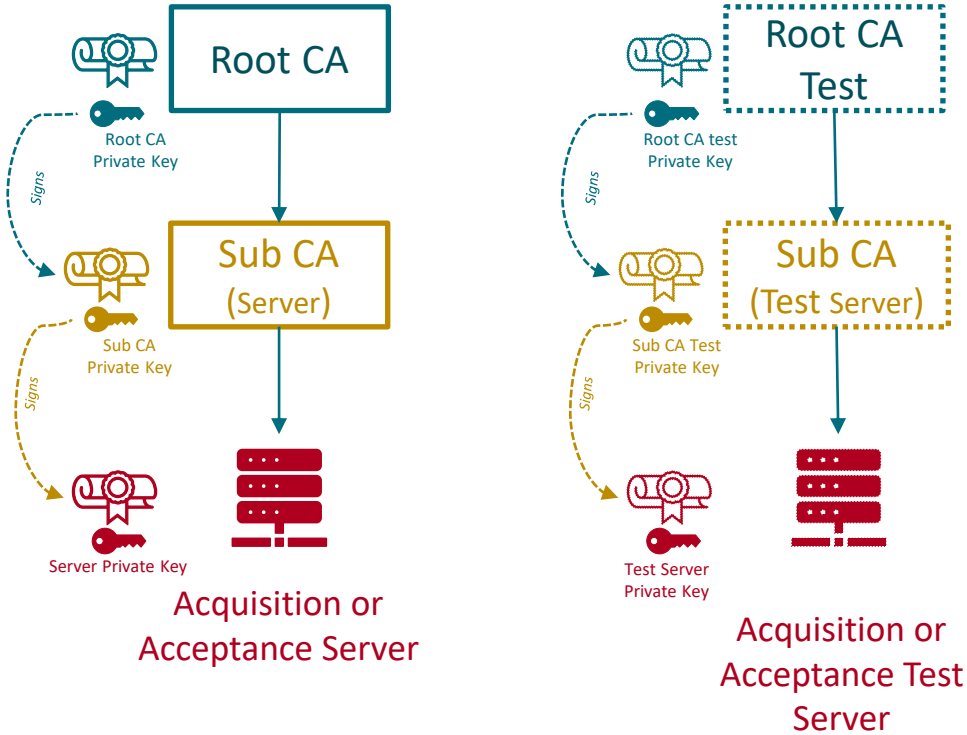 Root CA
Root CA
Private Key
Signs
Sub CA
(Server)
Sub CA
Private Key
Signs
Server Private Key
Acquisition or
Acceptance Server
Root CA
Test
Root CA test
Private Key
Signs
Sub CA
(Test Server)
Sub CA Test
Private Key
Signs
Test Server
Private Key
Acquisition or
Acceptance Test
Server